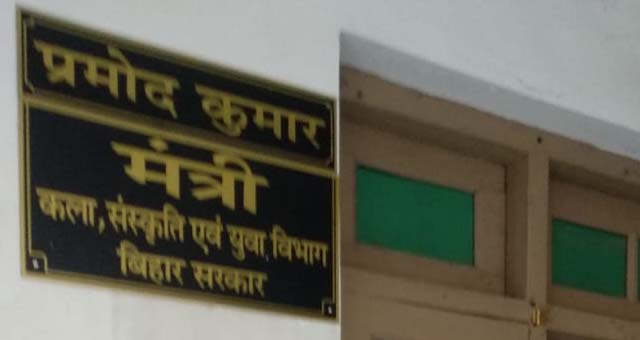 प्रमोद कुमार
मंत्री
कला, संस्कृति एवं युवा विभाग
बिहार सरकार